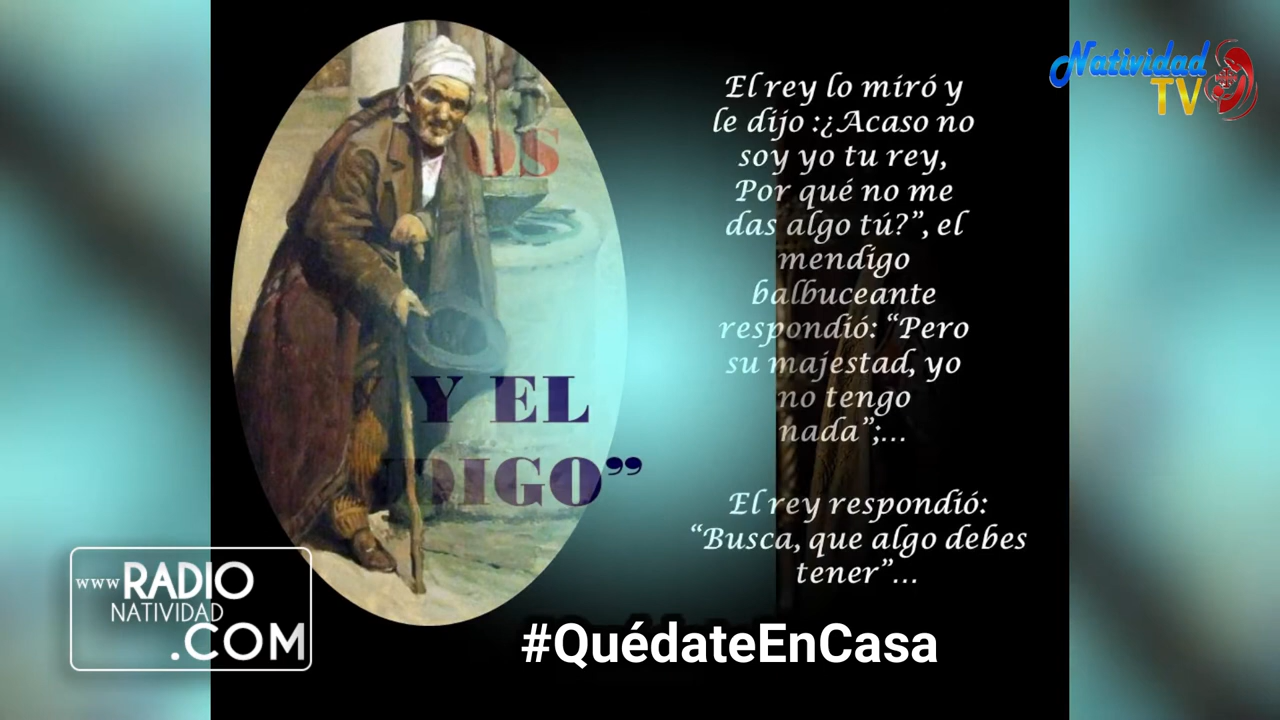 Natividad
TV
El rey lo miró y
le dijo :¿Acaso no
soy yo tu rey,
Por qué no me
das algo tú?”, el
mendigo
balbuceante
respondió: “Pero
su majestad, yo
no tengo
nada”;...
El rey respondió:
“Busca, que algo debes
tener”...
OS
Y EL
DIGO”
www RADIO
NATIVIDAD
.COM
#QuédateEnCasa